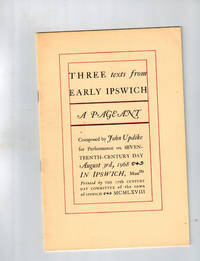 THREE texts from
EARLY IPSWICH
A PAGEANT
Composed by John Updike
for Performance on SEVEN-
TEENTH-CENTURY DAY
August 3rd, 1968
IN IPSWICH, Masstts
Printed by THE 17th CENTURY
DAY COMMITTEE of the TOWN
of IPSWICH MCMLXVIII